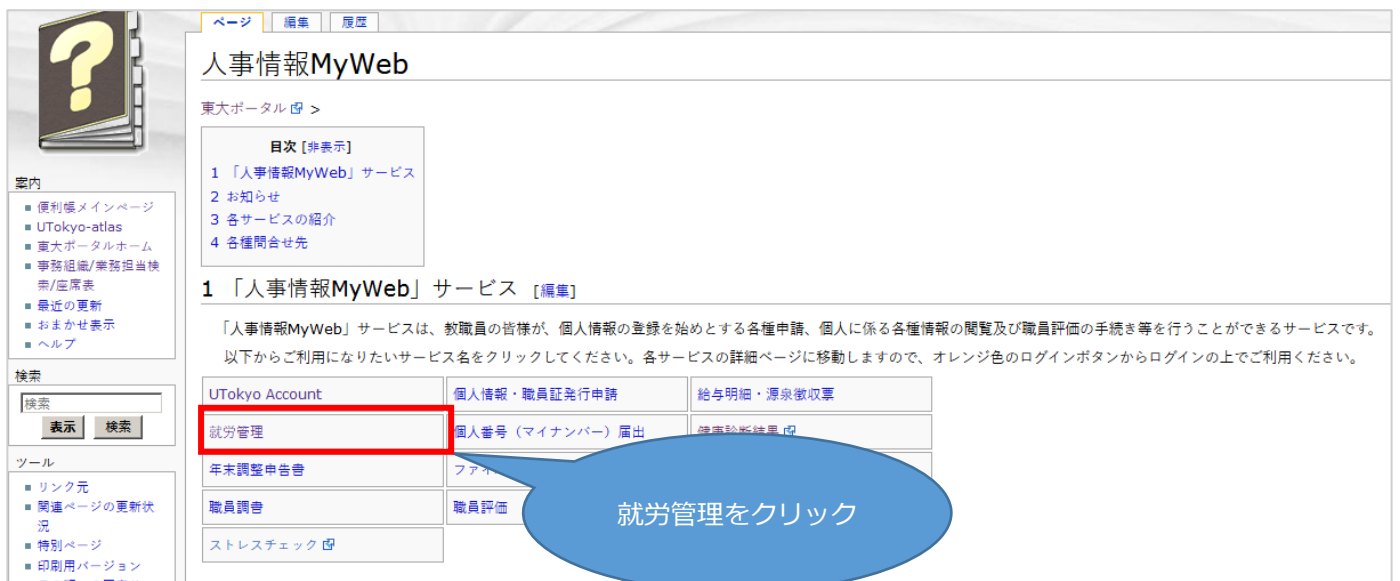 ページ 編集 履歴
人事情報MyWeb
東大ポータル >
目次 [非表示]
1 「人事情報MyWeb」サービス
2 お知らせ
3 各サービスの紹介
4 各種問合せ先
案内
便利帳メインページ
UTokyo-atlas
東大ポータルホーム
事務組織/業務担当検
索/座席表
最近の更新
おまかせ表示
ヘルプ
検索
検索
表示 検索
ツール
リンク元
関連ページの更新状
況
特別ページ
印刷用バージョン
1 「人事情報MyWeb」サービス [編集]
「人事情報MyWeb」サービスは、教職員の皆様が、個人情報の登録を始めとする各種申請、個人に係る各種情報の閲覧及び職員評価の手続き等を行うことができるサービスです。
以下からご利用になりたいサービス名をクリックしてください。各サービスの詳細ページに移動しますので、オレンジ色のログインボタンからログインの上でご利用ください。
UTokyo Account 個人情報・職員証発行申請 給与明細・源泉徴収票
就労管理 個人番号（マイナンバー）届出 健康診断結果
年末調整申告書
職員調書 職員評価
ストレスチェック
就労管理をクリック